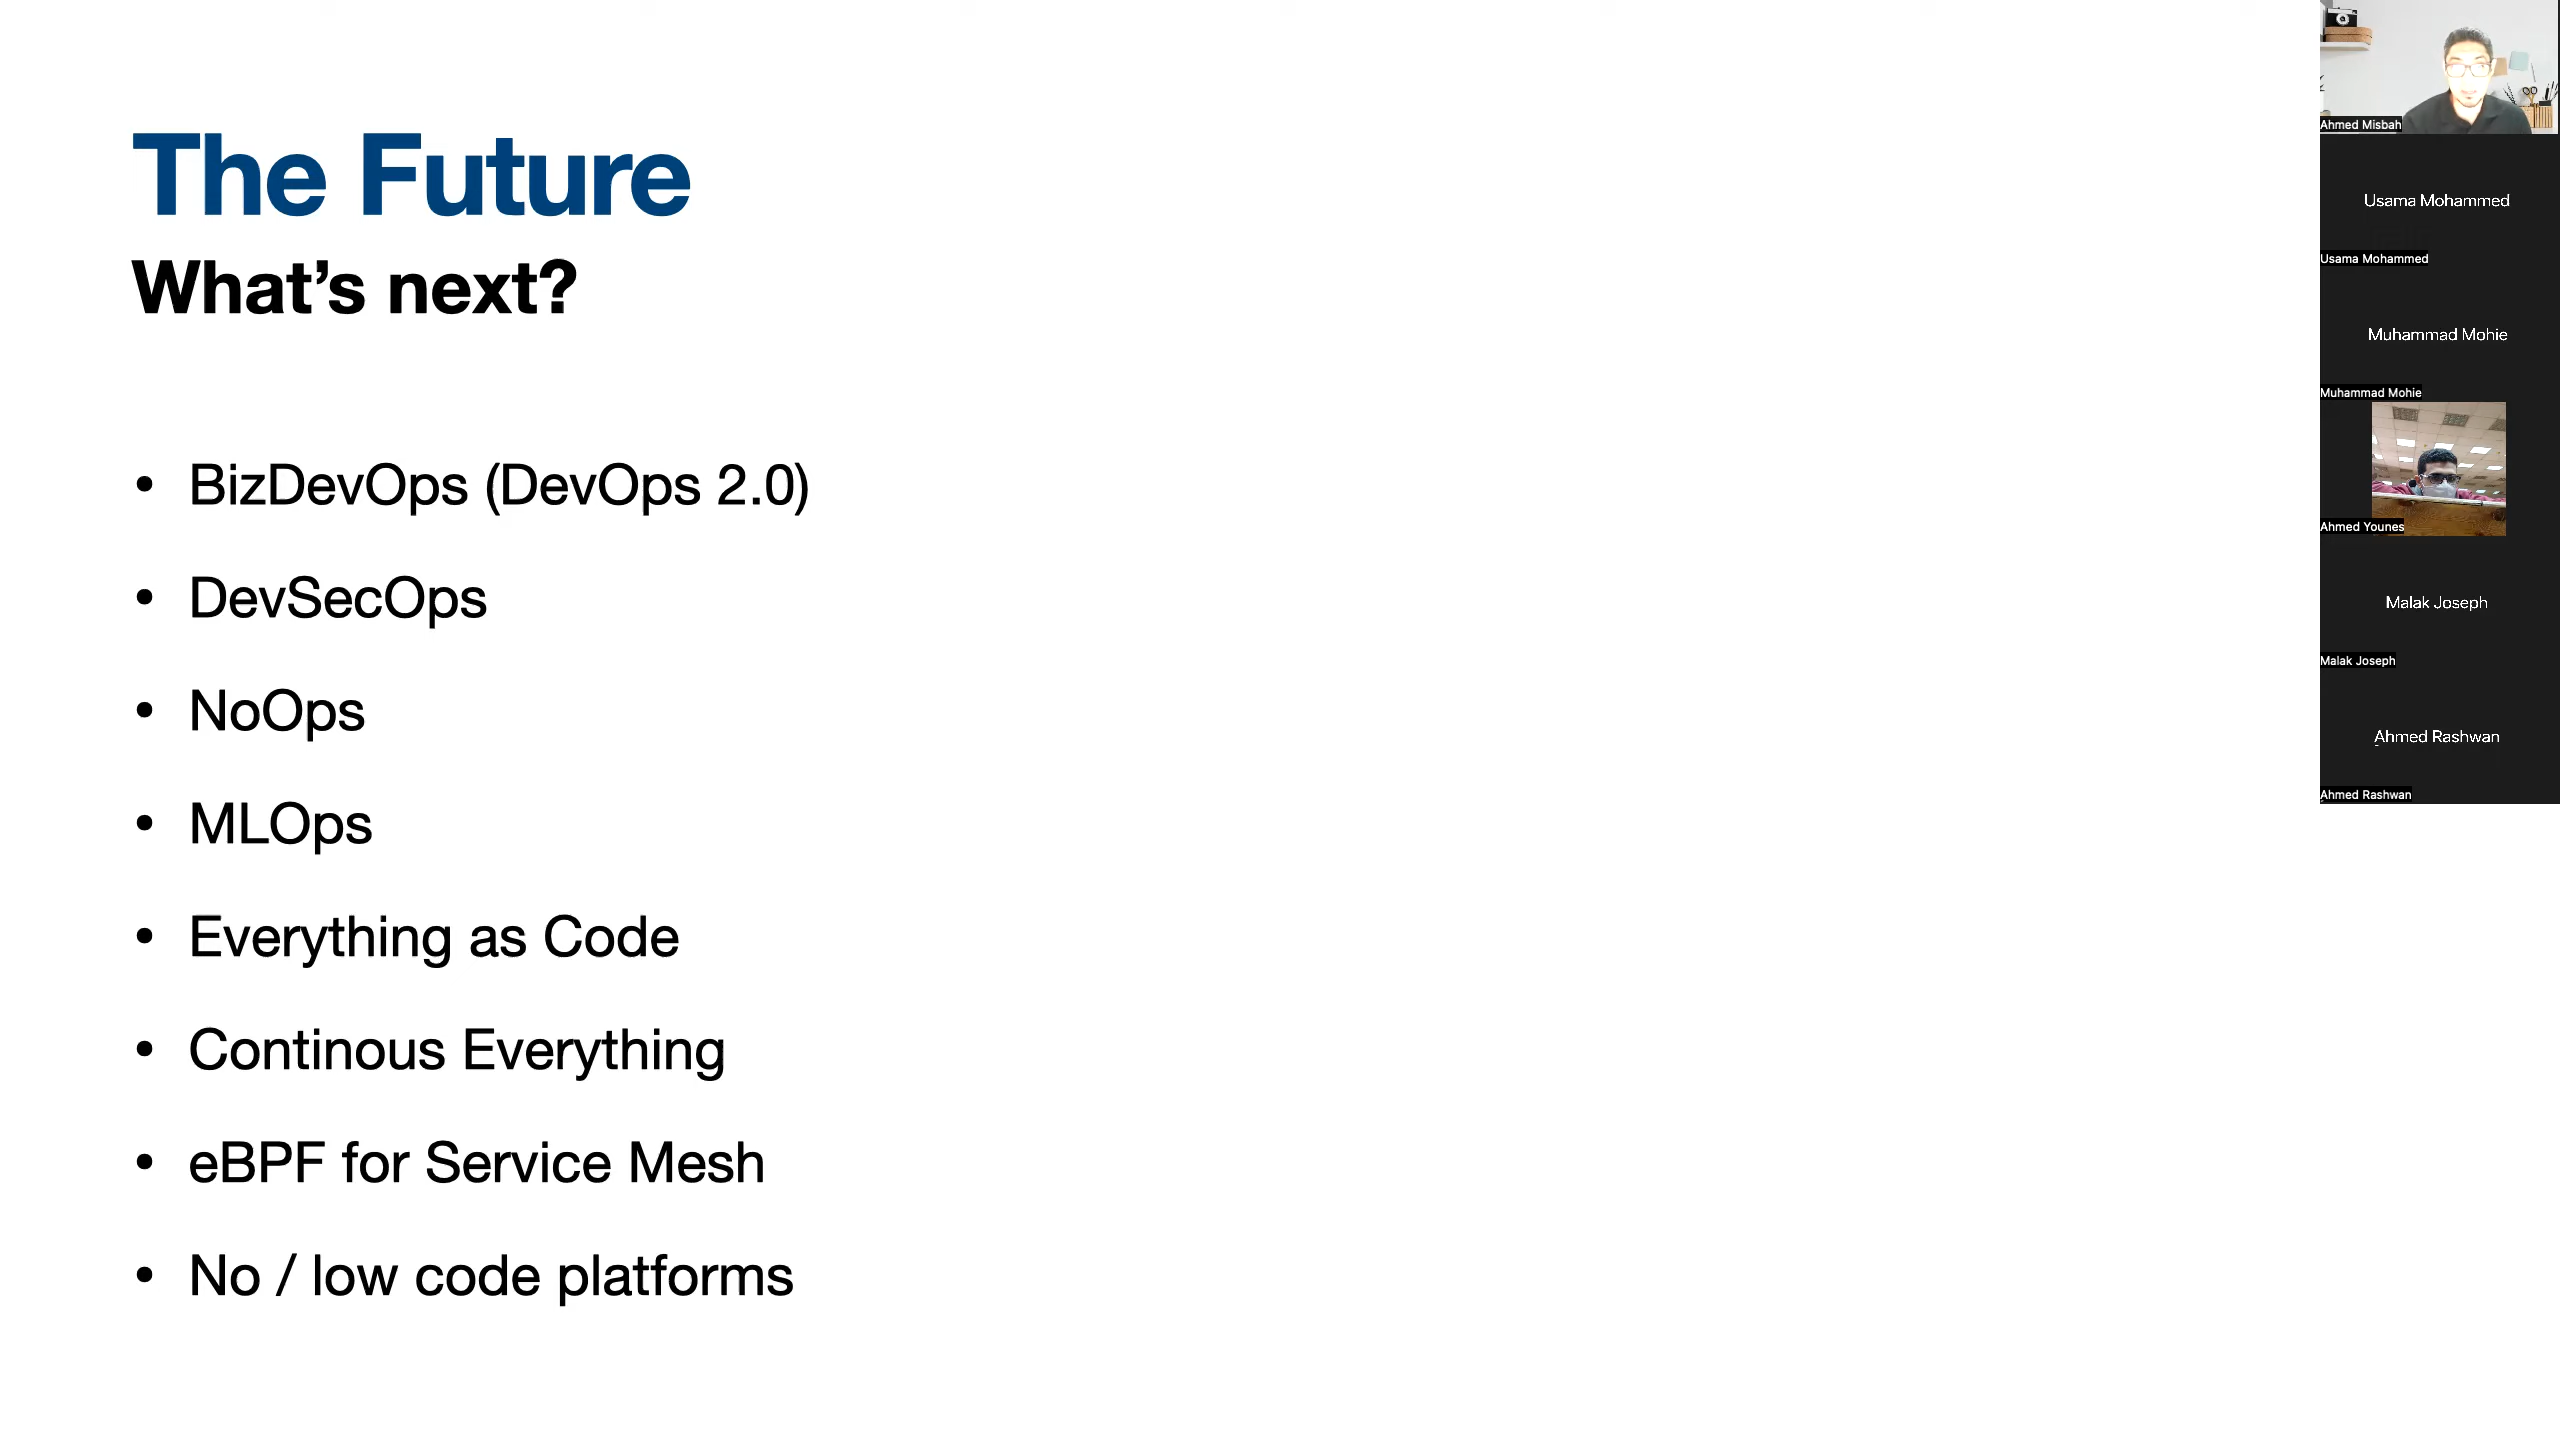 The Future
What’s next?
• BizDevOps (DevOps 2.0)
• DevSecOps
• NoOps
• MLOps
• Everything as Code
• Continous Everything
• eBPF for Service Mesh
• No / low code platforms
Ahmed Misbah
Usama Mohammed
Usama Mohammed
Muhammad Mohie
Muhammad Mohie
Ahmed Younes
Malak Joseph
Malak Joseph
Ahmed Rashwan
Ahmed Rashwan